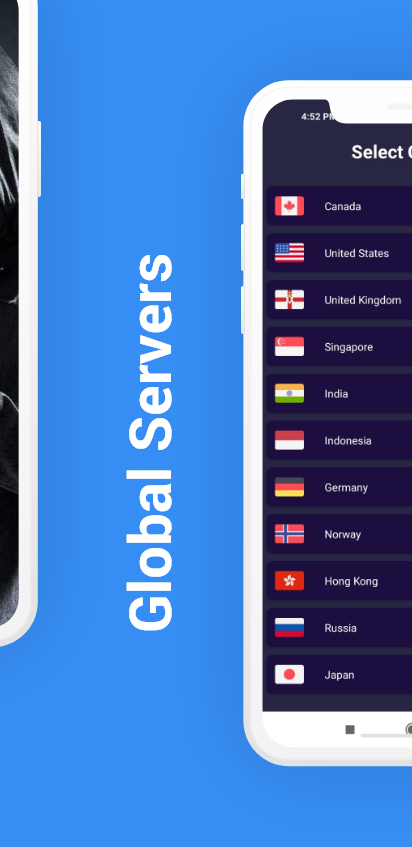 Global Servers
4:52
Select
Canada
United States
United Kingdom
Singapore
India
Indonesia
Germany
Norway
Hong Kong
Russia
Japan